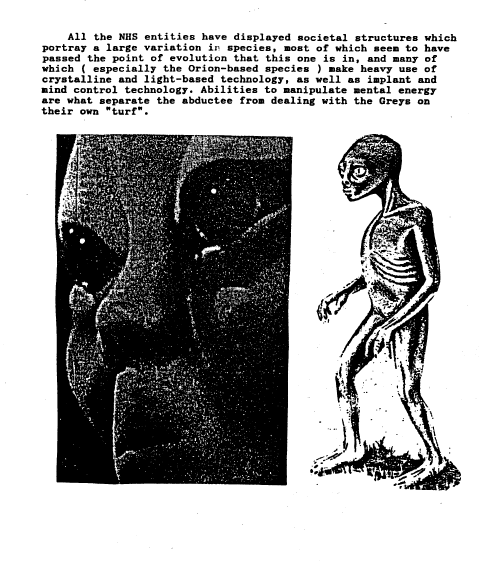 All the NHS entities have displayed societal structures which
portray a large variation in species, most of which seem to have
passed the point of evolution that this one is in, and many of
which ( especially the Orion-based species ) make heavy use of
crystalline and light-based technology, as well as implant and
mind control technology. Abilities to manipulate mental energy
are what separate the abductee from dealing with the Greys on
their own "turf".